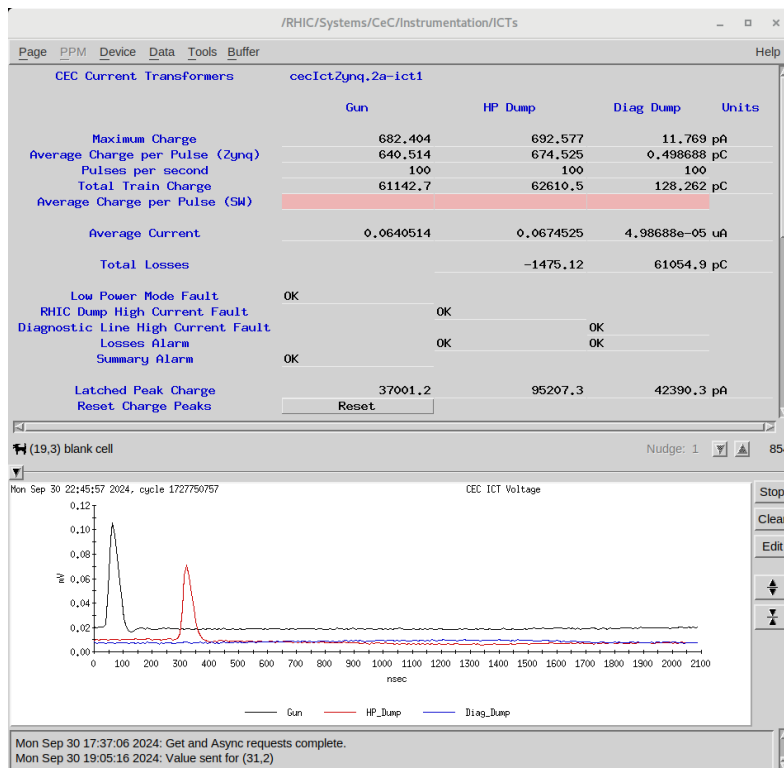 /RHIC/Systems/CeC/Instrumentation/ICTs
Page PPM Device Data Tools Buffer Help
CEC Current Transformers cecIctZynq.2a-ict1
Gun HP Dump Diag Dump Units
Maximum Charge 682.404 692.577 11.769 pA
Average Charge per Pulse (Zynq) 640.514 674.525 0.498688 pC
Pulses per second 100 100 100
Total Train Charge 61142.7 62610.5 128.262 pC
Average Charge per Pulse (SW)
Average Current 0.0640514 0.0674525 4.98688e-05 uA
Total Losses -1475.12 61054.9 pC
Low Power Mode Fault OK
RHIC Dump High Current Fault OK
Diagnostic Line High Current Fault OK
Losses Alarm OK OK
Summary Alarm OK
Latched Peak Charge 37001.2 95207.3 42390.3 pA
Reset Charge Peaks Reset
(19,3) blank cell Nudge: 1 85
Mon Sep 30 22:45:57 2024, cycle 1727750757 CEC ICT Voltage
Stop
Clear
Edit
0.12
0.10
0.08
0.06
0.04
0.02
0.00
mV
0 100 200 300 400 500 600 700 800 900 1000 1100 1200 1300 1400 1500 1600 1700 1800 1900 2000 2100
nsec
Gun HP_Dump Diag_Dump
Mon Sep 30 17:37:06 2024: Get and Async requests complete.
Mon Sep 30 19:05:16 2024: Value sent for (31,2)